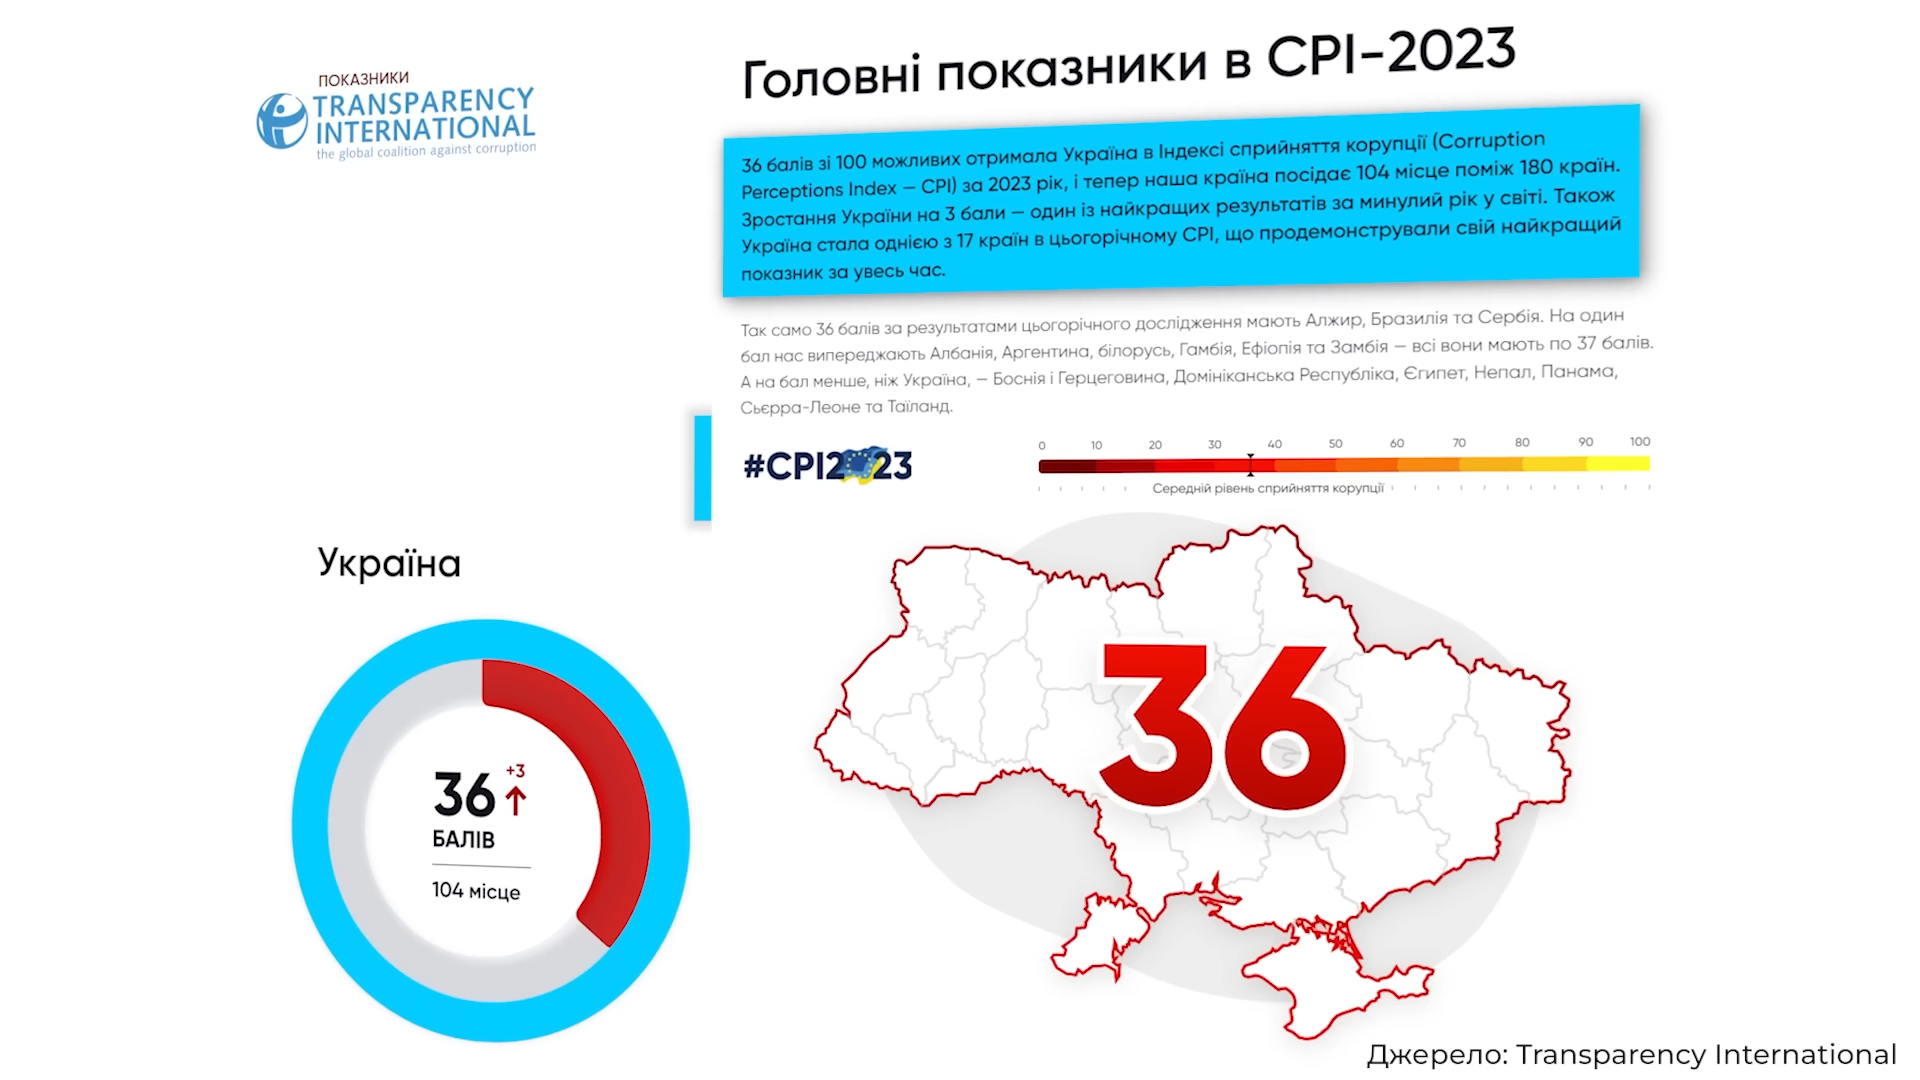 ПОКАЗНИКИ
TRANSPARENCY
INTERNATIONAL
the global coalition against corruption
Головні показники в CPI-2023
36 балів зі 100 можливих отримала Україна в Індексі сприйняття корупції (Corruption
Perceptions Index – CPI) за 2023 рік, і тепер наша країна посідає 104 місце поміж 180 країн.
Зростання України на 3 бали – один із найкращих результатів за минулий рік у світі. Також
Україна стала однією з 17 країн в цьогорічному CPI, що продемонстрували свій найкращий
показник за увесь час.
Так само 36 балів за результатами цьогорічного дослідження мають Алжир, Бразилія та Сербія. На один
бал нас випереджають Албанія, Аргентина, білорусь, Гамбія, Ефіопія та Замбія – всі вони мають по 37 балів.
А на бал менше, ніж Україна, – Боснія і Герцеговина, Домініканська Республіка, Єгипет, Непал, Панама,
Сьєрра-Леоне та Таїланд.
#CPI2023
0 10 20 30 40 50 60 70 80 90 100
Середній рівень сприйняття корупції
Україна
36 +3
БАЛІВ
104 місце
36
Джерело: Transparency International